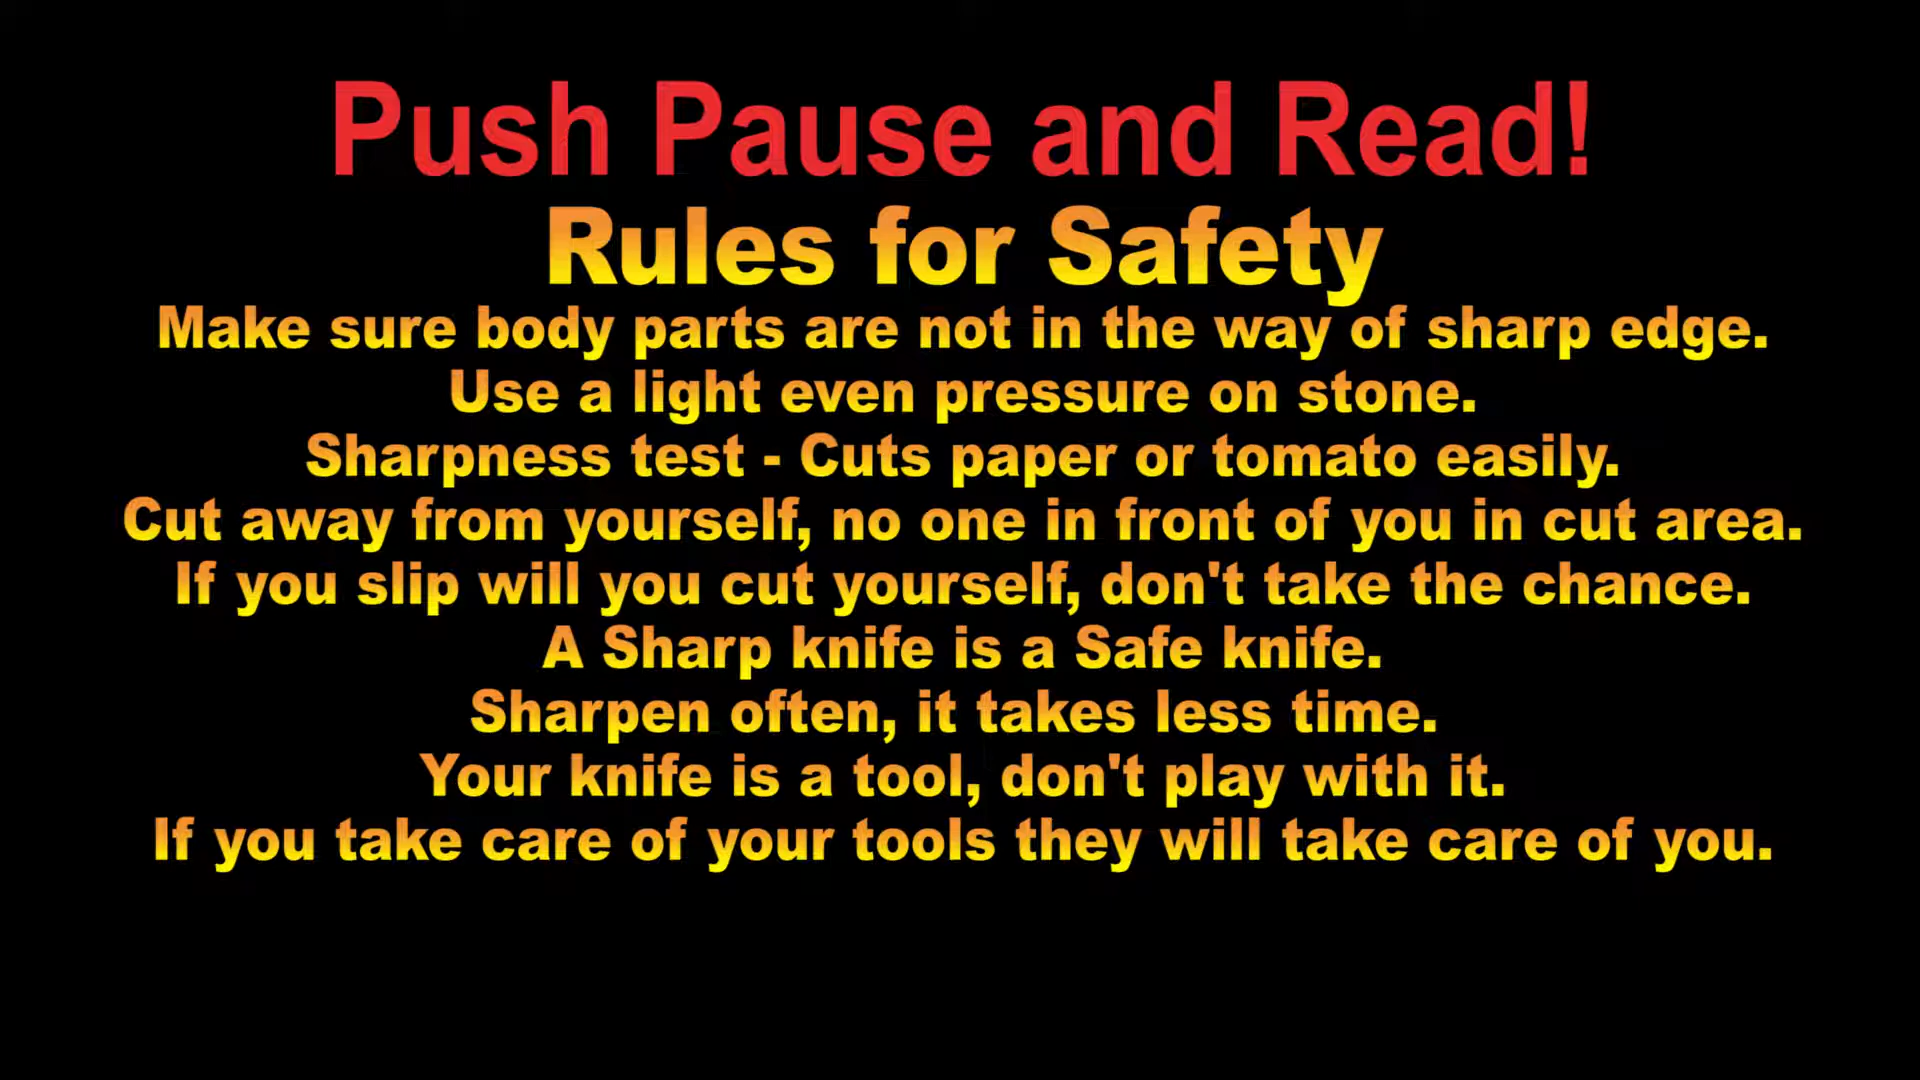 Push Pause and Read!
Rules for Safety
Make sure body parts are not in the way of sharp edge.
Use a light even pressure on stone.
Sharpness test - Cuts paper or tomato easily.
Cut away from yourself, no one in front of you in cut area.
If you slip will you cut yourself, don't take the chance.
A Sharp knife is a Safe knife.
Sharpen often, it takes less time.
Your knife is a tool, don't play with it.
If you take care of your tools they will take care of you.